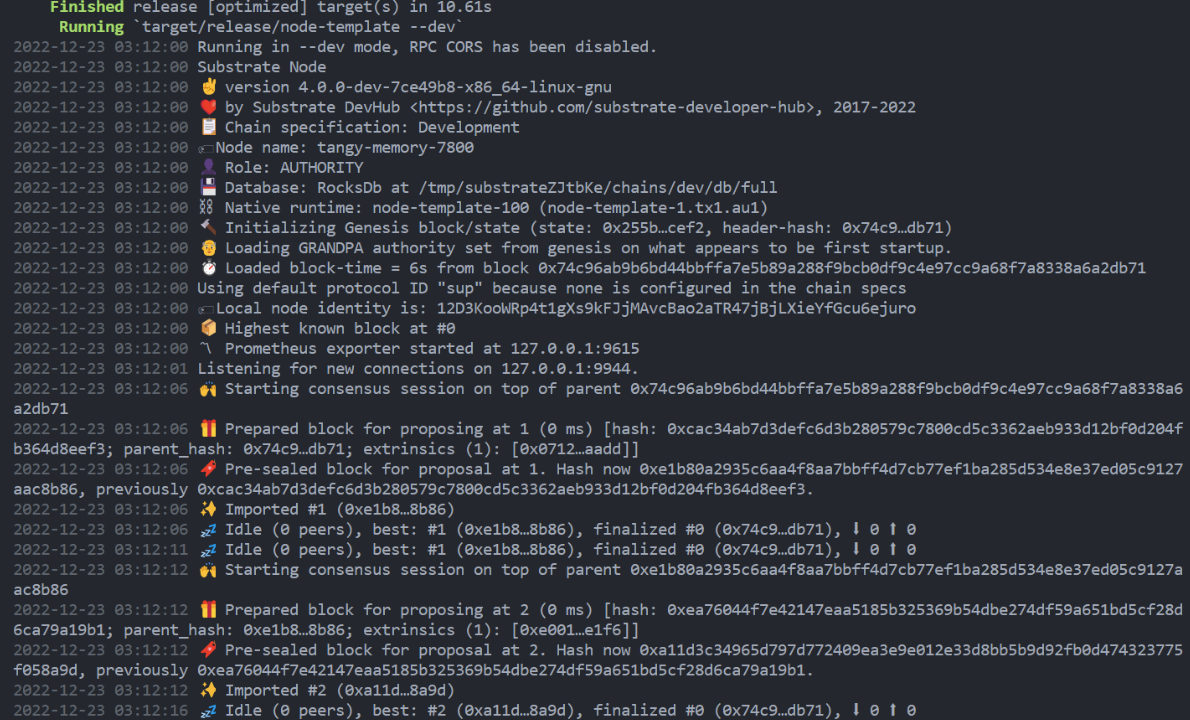 Finished release [optimized] target(s) in 10.61s
Running `target/release/node-template --dev`
2022-12-23 03:12:00 Running in --dev mode, RPC CORS has been disabled.
2022-12-23 03:12:00 Substrate Node
2022-12-23 03:12:00 ✌️ version 4.0.0-dev-7ce49b8-x86_64-linux-gnu
2022-12-23 03:12:00 ❤️ by Substrate DevHub <https://github.com/substrate-developer-hub>, 2017-2022
2022-12-23 03:12:00 📋 Chain specification: Development
2022-12-23 03:12:00 🏷Node name: tangy-memory-7800
2022-12-23 03:12:00 👤 Role: AUTHORITY
2022-12-23 03:12:00 💾 Database: RocksDb at /tmp/substrateZJtbKe/chains/dev/db/full
2022-12-23 03:12:00 ⛓ Native runtime: node-template-100 (node-template-1.tx1.au1)
2022-12-23 03:12:00 🔨 Initializing Genesis block/state (state: 0x255b…cef2, header-hash: 0x74c9…db71)
2022-12-23 03:12:00 👴 Loading GRANDPA authority set from genesis on what appears to be first startup.
2022-12-23 03:12:00 ⏱ Loaded block-time = 6s from block 0x74c96ab9b6bd44bbffa7e5b89a288f9bcb0df9c4e97cc9a68f7a8338a6a2db71
2022-12-23 03:12:00 Using default protocol ID "sup" because none is configured in the chain specs
2022-12-23 03:12:00 🏷Local node identity is: 12D3KooWRp4t1gXs9kFJjMAvcBao2aTR47jBjLXieYfGcu6ejuro
2022-12-23 03:12:00 📦 Highest known block at #0
2022-12-23 03:12:00 〽 Prometheus exporter started at 127.0.0.1:9615
2022-12-23 03:12:01 Listening for new connections on 127.0.0.1:9944.
2022-12-23 03:12:06 🙌 Starting consensus session on top of parent 0x74c96ab9b6bd44bbffa7e5b89a288f9bcb0df9c4e97cc9a68f7a8338a6
a2db71
2022-12-23 03:12:06 🎁 Prepared block for proposing at 1 (0 ms) [hash: 0xcac34ab7d3defc6d3b280579c7800cd5c3362aeb933d12bf0d204f
b364d8eef3; parent_hash: 0x74c9…db71; extrinsics (1): [0x0712…aadd]]
2022-12-23 03:12:06 🔖 Pre-sealed block for proposal at 1. Hash now 0xe1b80a2935c6aa4f8aa7bbff4d7cb77ef1ba285d534e8e37ed05c9127
aac8b86, previously 0xcac34ab7d3defc6d3b280579c7800cd5c3362aeb933d12bf0d204fb364d8eef3.
2022-12-23 03:12:06 ✨ Imported #1 (0xe1b8…8b86)
2022-12-23 03:12:06 💤 Idle (0 peers), best: #1 (0xe1b8…8b86), finalized #0 (0x74c9…db71), ⬇ 0 ⬆ 0
2022-12-23 03:12:11 💤 Idle (0 peers), best: #1 (0xe1b8…8b86), finalized #0 (0x74c9…db71), ⬇ 0 ⬆ 0
2022-12-23 03:12:12 🙌 Starting consensus session on top of parent 0xe1b80a2935c6aa4f8aa7bbff4d7cb77ef1ba285d534e8e37ed05c9127a
ac8b86
2022-12-23 03:12:12 🎁 Prepared block for proposing at 2 (0 ms) [hash: 0xea76044f7e42147eaa5185b325369b54dbe274df59a651bd5cf28d
6ca79a19b1; parent_hash: 0xe1b8…8b86; extrinsics (1): [0xe001…e1f6]]
2022-12-23 03:12:12 🔖 Pre-sealed block for proposal at 2. Hash now 0xa11d3c34965d797d772409ea3e9e012e33d8bb5b9d92fb0d474323775
f058a9d, previously 0xea76044f7e42147eaa5185b325369b54dbe274df59a651bd5cf28d6ca79a19b1.
2022-12-23 03:12:12 ✨ Imported #2 (0xa11d…8a9d)
2022-12-23 03:12:16 💤 Idle (0 peers), best: #2 (0xa11d…8a9d), finalized #0 (0x74c9…db71), ⬇ 0 ⬆ 0